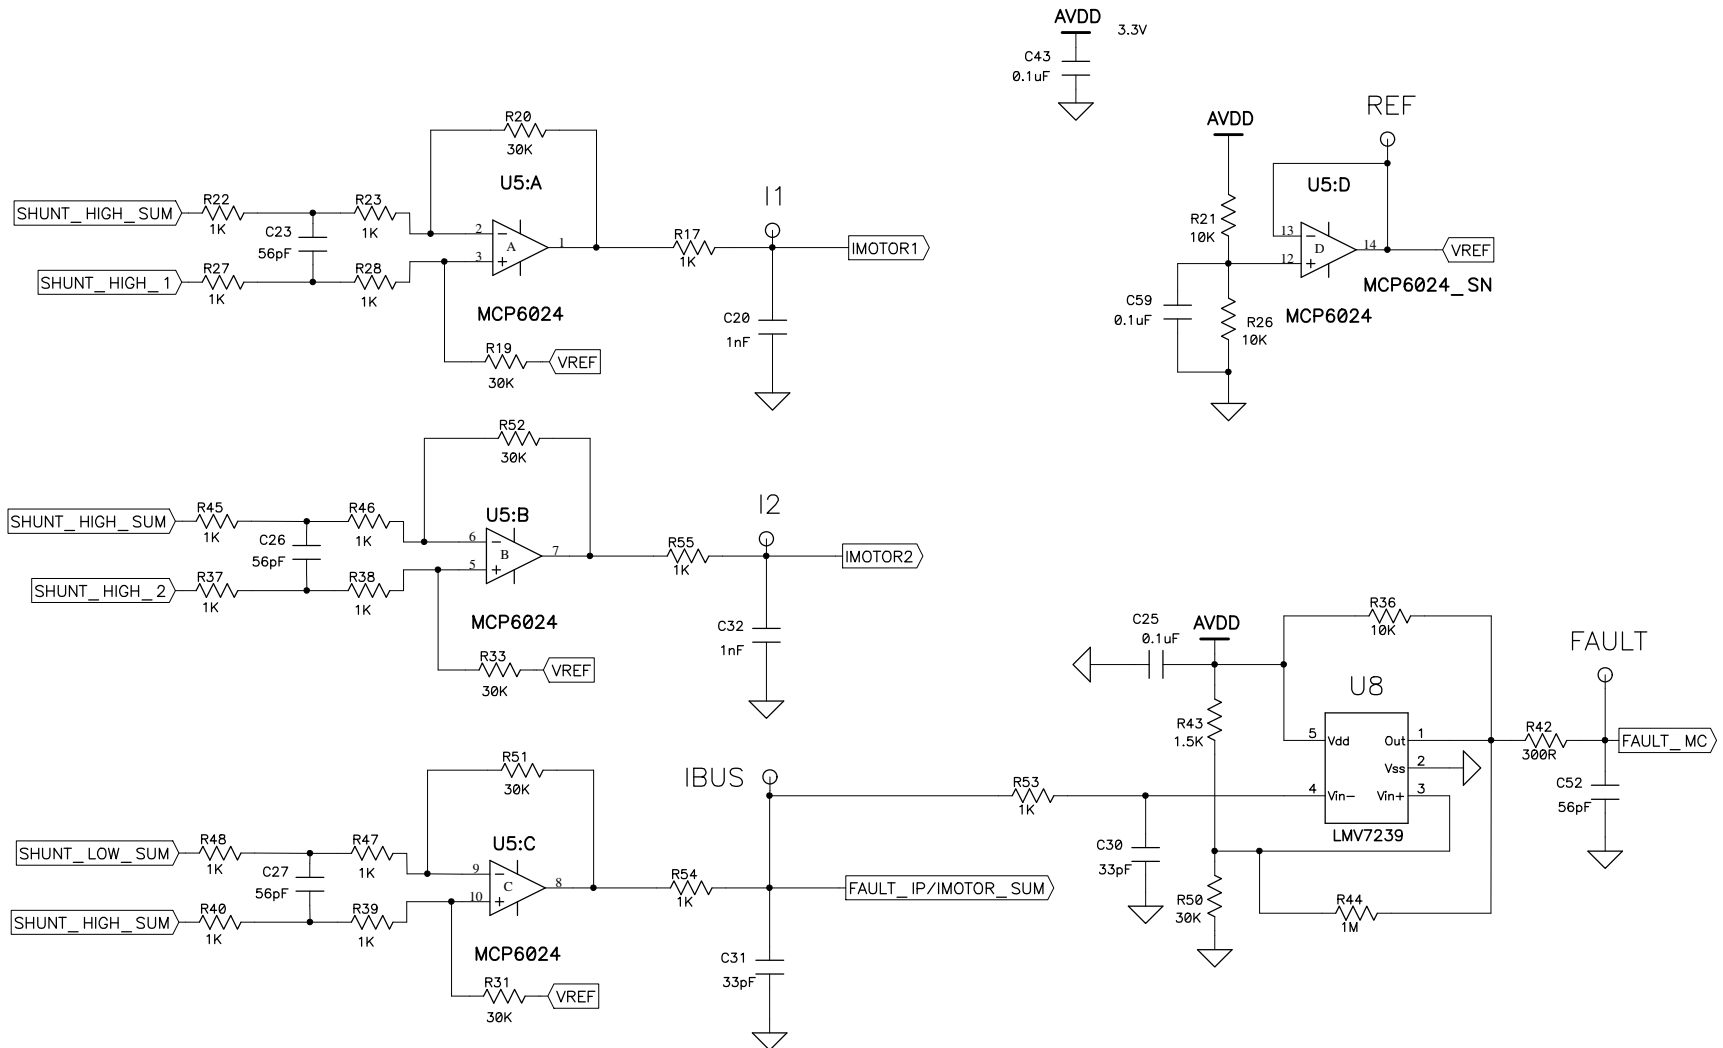 AVDD
3.3V
C43
0.1uF
REF
AVDD
R20
30K
U5:A
U5:D
I1
R22
1K
R23
1K
SHUNT_HIGH_SUM
C23
56pF
2
3
A
1
R17
1K
IMOTOR1
SHUNT_HIGH_1
R27
1K
R28
1K
MCP6024
C20
1nF
R19
30K
VREF
R21
10K
13
12
D
14
VREF
MCP6024_SN
C59
0.1uF
R26
10K
MCP6024
R52
30K
U5:B
I2
R45
1K
R46
1K
SHUNT_HIGH_SUM
C26
56pF
6
5
B
7
R55
1K
IMOTOR2
SHUNT_HIGH_2
R37
1K
R38
1K
MCP6024
C32
1nF
R33
30K
VREF
C25
0.1uF
AVDD
R36
10K
FAULT
U8
R43
1.5K
5
Vdd
Out
1
Vss
2
4
Vin-
Vin+
3
LMV7239
R42
300R
FAULT_MC
C52
56pF
R51
30K
U5:C
IBUS
R53
1K
R48
1K
R47
1K
SHUNT_LOW_SUM
C27
56pF
9
10
C
8
R54
1K
FAULT_IP/IMOTOR_SUM
C30
33pF
SHUNT_HIGH_SUM
R40
1K
R39
1K
R50
30K
R44
1M
MCP6024
C31
33pF
R31
30K
VREF